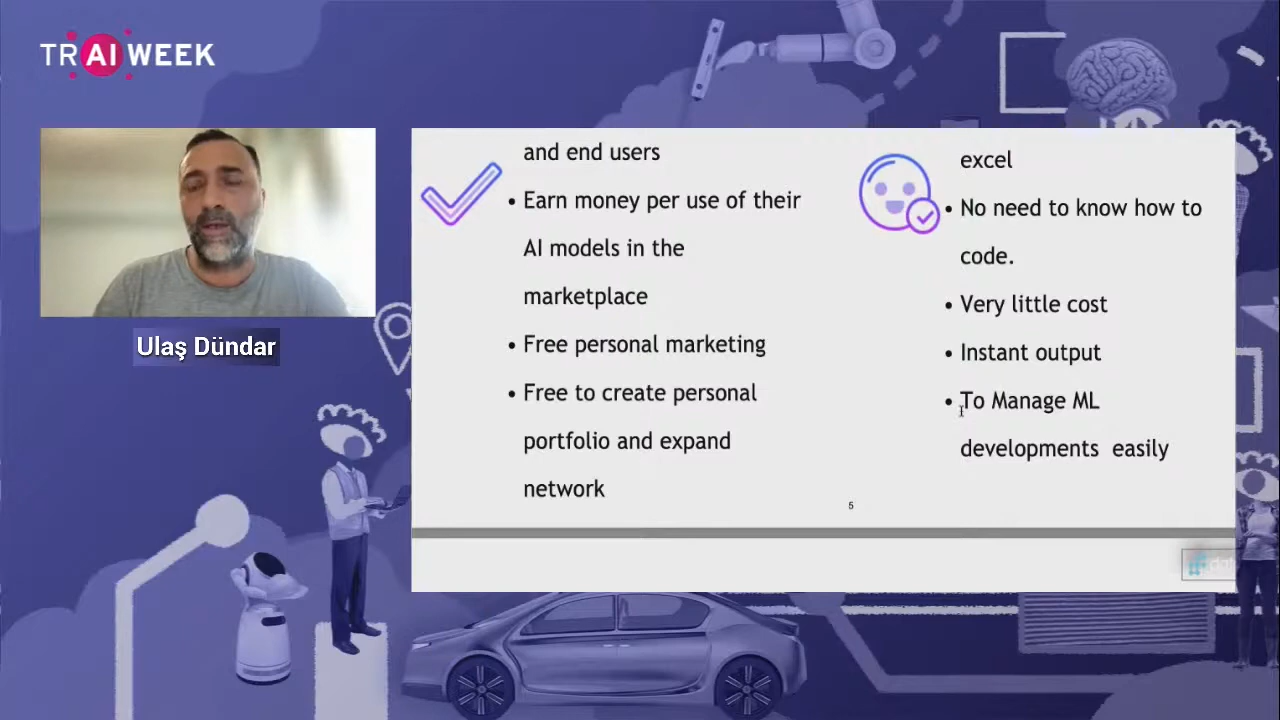 TRAI WEEK
Ulaş Dündar
and end users
• Earn money per use of their
AI models in the
marketplace
• Free personal marketing
• Free to create personal
portfolio and expand
network
excel
• No need to know how to
code.
• Very little cost
• Instant output
• To Manage ML
developments easily
5